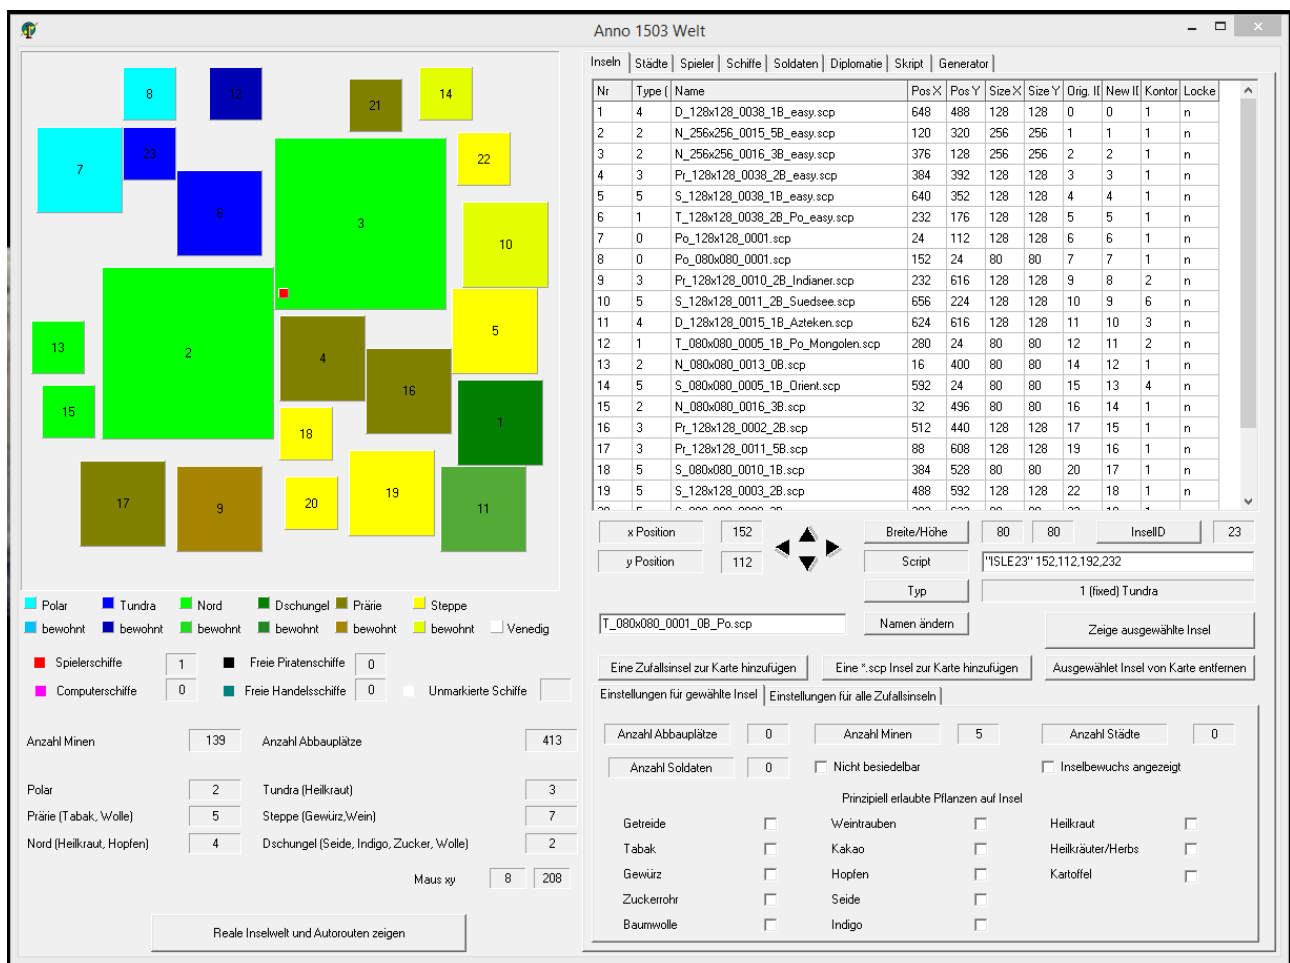 Anno 1503 Welt
8
12
21
14
7
23
22
6
3
10
2
5
13
4
16
15
18
1
17
9
20
19
11
Polar Tundra Nord Dschungel Prärie Steppe
bewohnt bewohnt bewohnt bewohnt bewohnt bewohnt Venedig
Spielerschiffe 1 Freie Piratenschiffe 0
Computerschiffe 0 Freie Handelsschiffe 0 Unmarkierte Schiffe
Anzahl Minen 139 Anzahl Abbauplätze 413
Polar 2 Tundra (Heilkraut) 3
Prärie (Tabak, Wolle) 5 Steppe (Gewürz,Wein) 7
Nord (Heilkraut, Hopfen) 4 Dschungel (Seide, Indigo, Zucker, Wolle) 2
Maus xy 8 208
Reale Inselwelt und Autorouten zeigen
Inseln Städte Spieler Schiffe Soldaten Diplomatie Skript Generator
Nr Type ( Name Pos X Pos Y Size X Size Y Orig. ID New ID Kontor Locke
1 4 D_128x128_0038_1B_easy.scp 648 488 128 128 0 0 1 n
2 2 N_256x256_0015_5B_easy.scp 120 320 256 256 1 1 1 n
3 2 N_256x256_0016_3B_easy.scp 376 128 256 256 2 2 1 n
4 3 Pr_128x128_0038_2B_easy.scp 384 392 128 128 3 3 1 n
5 5 S_128x128_0038_1B_easy.scp 640 352 128 128 4 4 1 n
6 1 T_128x128_0038_2B_Po_easy.scp 232 176 128 128 5 5 1 n
7 0 Po_128x128_0001.scp 24 112 128 128 6 6 1 n
8 0 Po_080x080_0001.scp 152 24 80 80 7 7 1 n
9 3 Pr_128x128_0010_2B_Indianer.scp 232 616 128 128 9 8 2 n
10 5 S_128x128_0011_2B_Suedsee.scp 656 224 128 128 10 9 6 n
11 4 D_128x128_0015_1B_Azteken.scp 624 616 128 128 11 10 3 n
12 1 T_080x080_0005_1B_Po_Mongolen.scp 280 24 80 80 12 11 2 n
13 2 N_080x080_0013_0B.scp 16 400 80 80 14 12 1 n
14 5 S_080x080_0005_1B_Orient.scp 592 24 80 80 15 13 4 n
15 2 N_080x080_0016_3B.scp 32 496 80 80 16 14 1 n
16 3 Pr_128x128_0002_2B.scp 512 440 128 128 17 15 1 n
17 3 Pr_128x128_0011_5B.scp 88 608 128 128 19 16 1 n
18 5 S_080x080_0010_1B.scp 384 528 80 80 20 17 1 n
19 5 S_128x128_0003_2B.scp 488 592 128 128 22 18 1 n
x Position 152 Breite/Höhe 80 80 InselID 23
y Position 112 Script "ISLE23" 152,112,192,232
Typ 1 (fixed) Tundra
T_080x080_0001_0B_Po.scp Namen ändern Zeige ausgewählte Insel
Eine Zufallsinsel zur Karte hinzufügen Eine *.scp Insel zur Karte hinzufügen Ausgewählet Insel von Karte entfernen
Einstellungen für gewählte Insel Einstellungen für alle Zufallsinseln
Anzahl Abbauplätze 0 Anzahl Minen 5 Anzahl Städte 0
Anzahl Soldaten 0 Nicht besiedelbar Inselbewuchs angezeigt
Prinzipiell erlaubte Pflanzen auf Insel
Getreide Weintrauben Heilkraut
Tabak Kakao Heilkräuter/Herbs
Gewürz Hopfen Kartoffel
Zuckerrohr Seide
Baumwolle Indigo